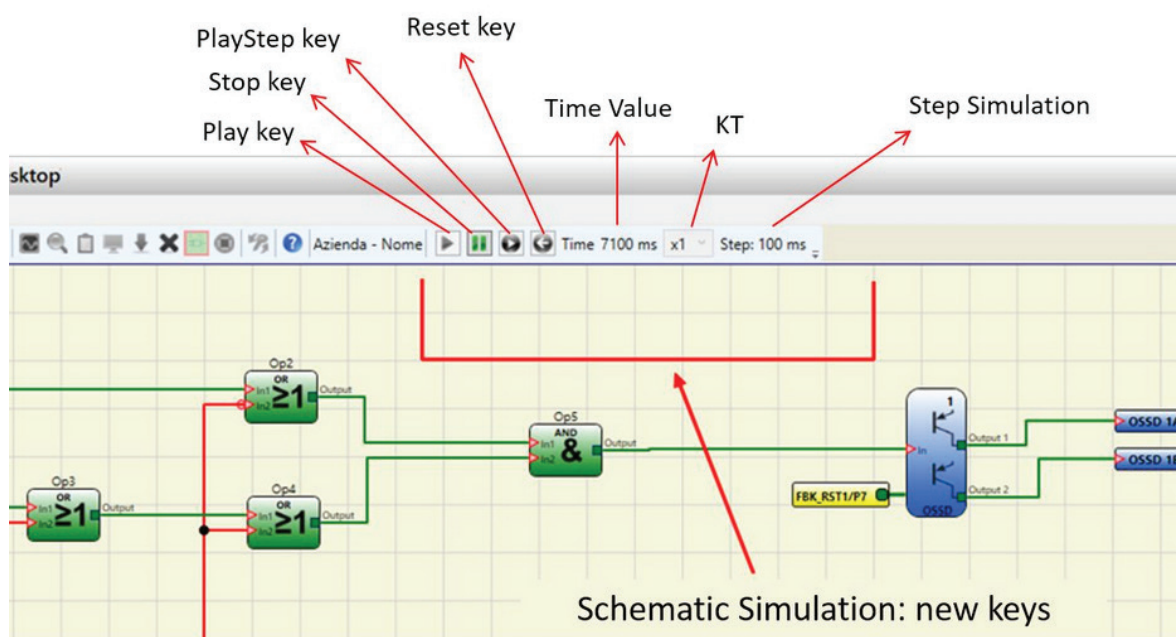 PlayStep key
Reset key
Stop key
Play key
Time Value
KT
Step Simulation
sktop
Azienda - Nome
Time 7100 ms
x1
Step: 100 ms
Op2
OR
≥1
In1
In2
Output
Op3
OR
≥1
In1
In2
Output
Op4
OR
≥1
In1
In2
Output
Op5
AND
&
In1
In2
Output
1
In
Output 1
Output 2
OSSD
FBK_RST1/P7
OSSD 1A
OSSD 1B
Schematic Simulation: new keys